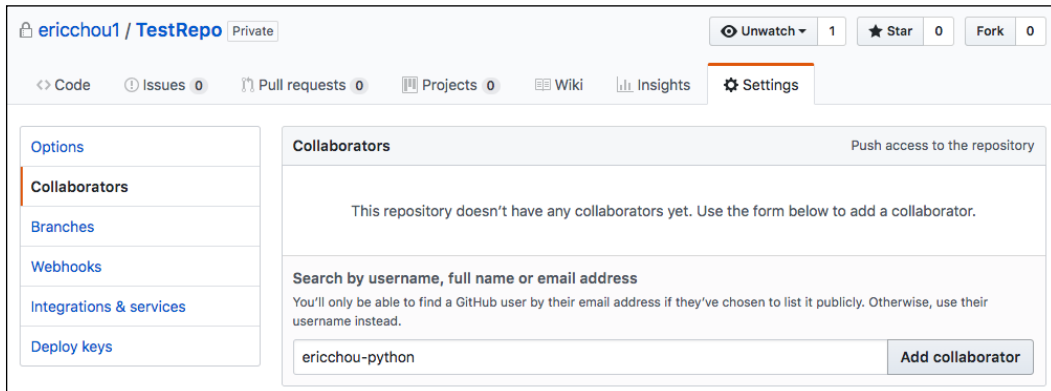 ericchou1 / TestRepo Private Unwatch 1 Star 0 Fork 0
Code Issues 0 Pull requests 0 Projects 0 Wiki Insights Settings
Options
Collaborators
Branches
Webhooks
Integrations & services
Deploy keys
Collaborators Push access to the repository
This repository doesn't have any collaborators yet. Use the form below to add a collaborator.
Search by username, full name or email address
You'll only be able to find a GitHub user by their email address if they've chosen to list it publicly. Otherwise, use their
username instead.
ericchou-python Add collaborator